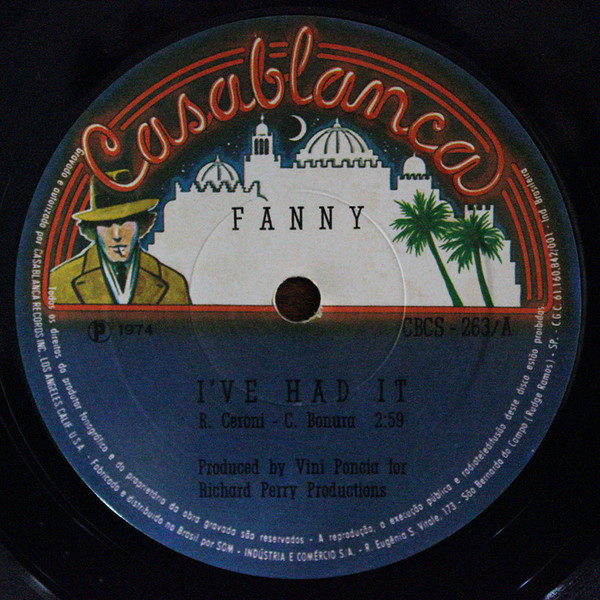 Casablanca
FANNY
Ⓟ 1974
CBCS - 263/A
I'VE HAD IT
R. Ceroni - C. Bonura 2:59
Produced by Vini Poncia for
Richard Perry Productions
Gravado e autorizado por CASABLANCA RECORDS INC. LOS ANGELES CALIF. U.S.A. - Fabricado e distribuido no Brasil por SOM - INDÚSTRIA E COMÉRCIO S/A. - R. Eugênia S. Vitale, 173 - São Bernardo do Campo (Rudge Ramos) - SP. - C.G.C. 61.160.842/001 - Ind Brasileira
Todos os direitos do produtor fonográfico e do proprietário da obra gravada são reservados - A reprodução, a execução pública e radioteledifusão deste disco estão proibidas.